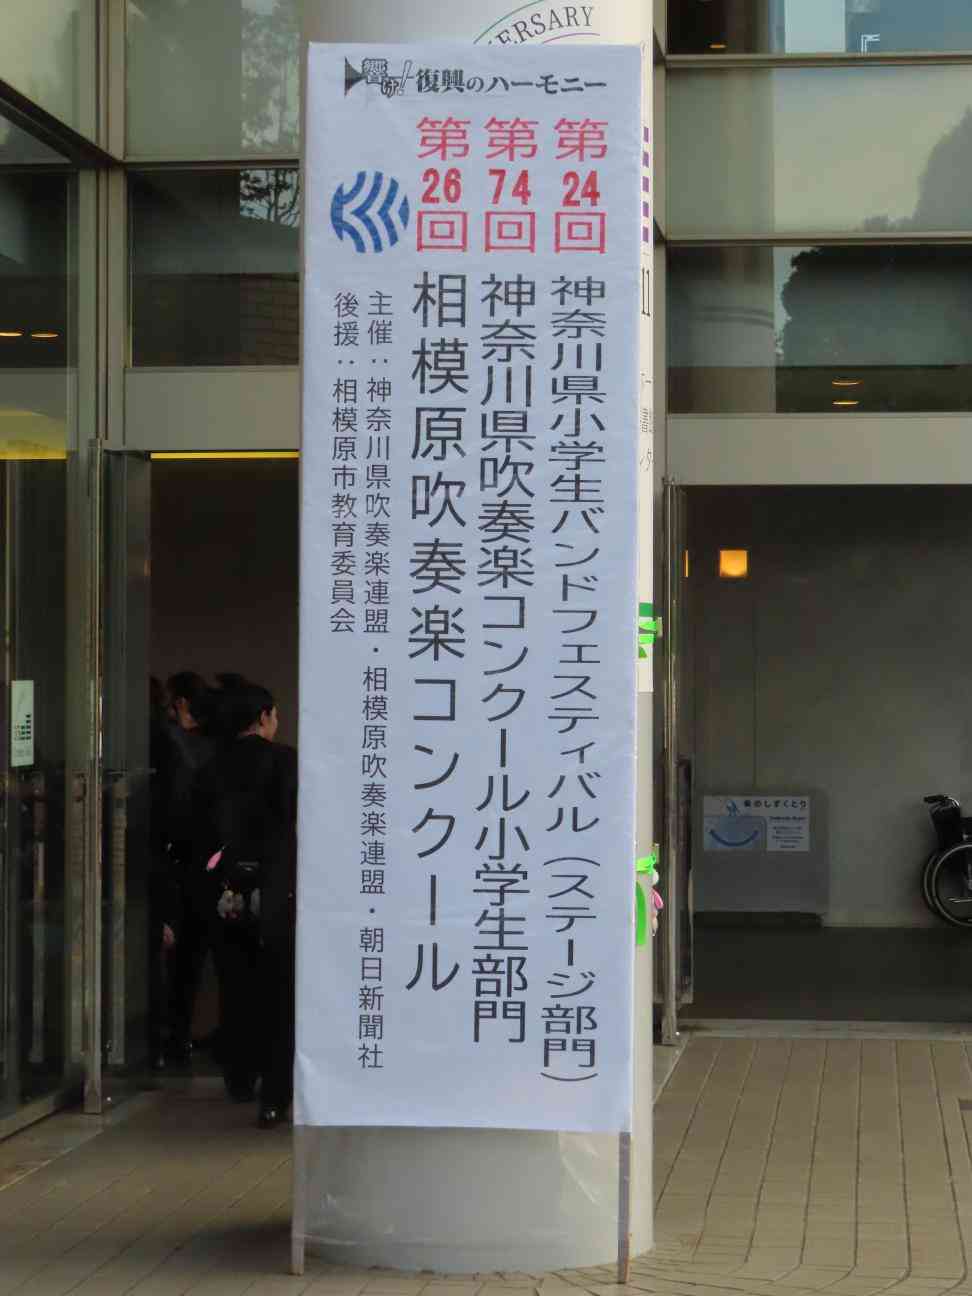 ERSARY
響け！復興のハーモニー
第24回 神奈川県小学生バンドフェスティバル（ステージ部門）
第74回 神奈川県吹奏楽コンクール小学生部門
第26回 相模原吹奏楽コンクール
主催：神奈川県吹奏楽連盟・相模原吹奏楽連盟・朝日新聞社
後援：相模原市教育委員会
11